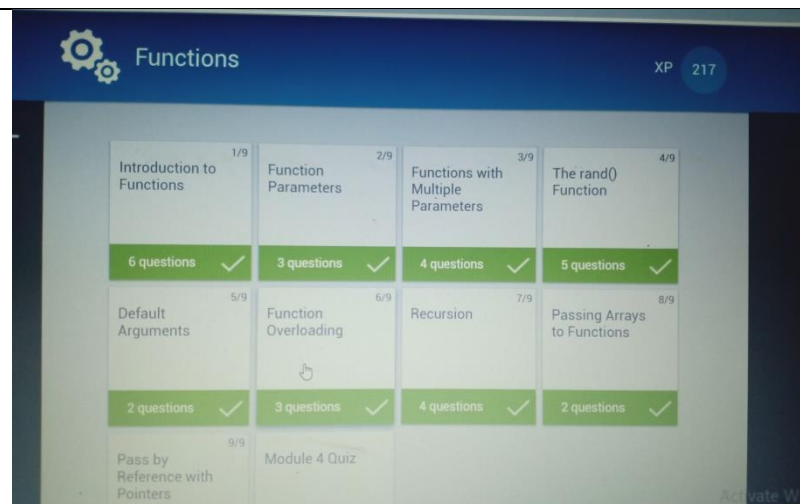 Functions
XP 217
1/9
Introduction to
Functions
6 questions
2/9
Function
Parameters
3 questions
3/9
Functions with
Multiple
Parameters
4 questions
4/9
The rand()
Function
5 questions
5/9
Default
Arguments
2 questions
6/9
Function
Overloading
3 questions
7/9
Recursion
4 questions
8/9
Passing Arrays
to Functions
2 questions
9/9
Pass by
Reference with
Pointers
Module 4 Quiz
Activate W